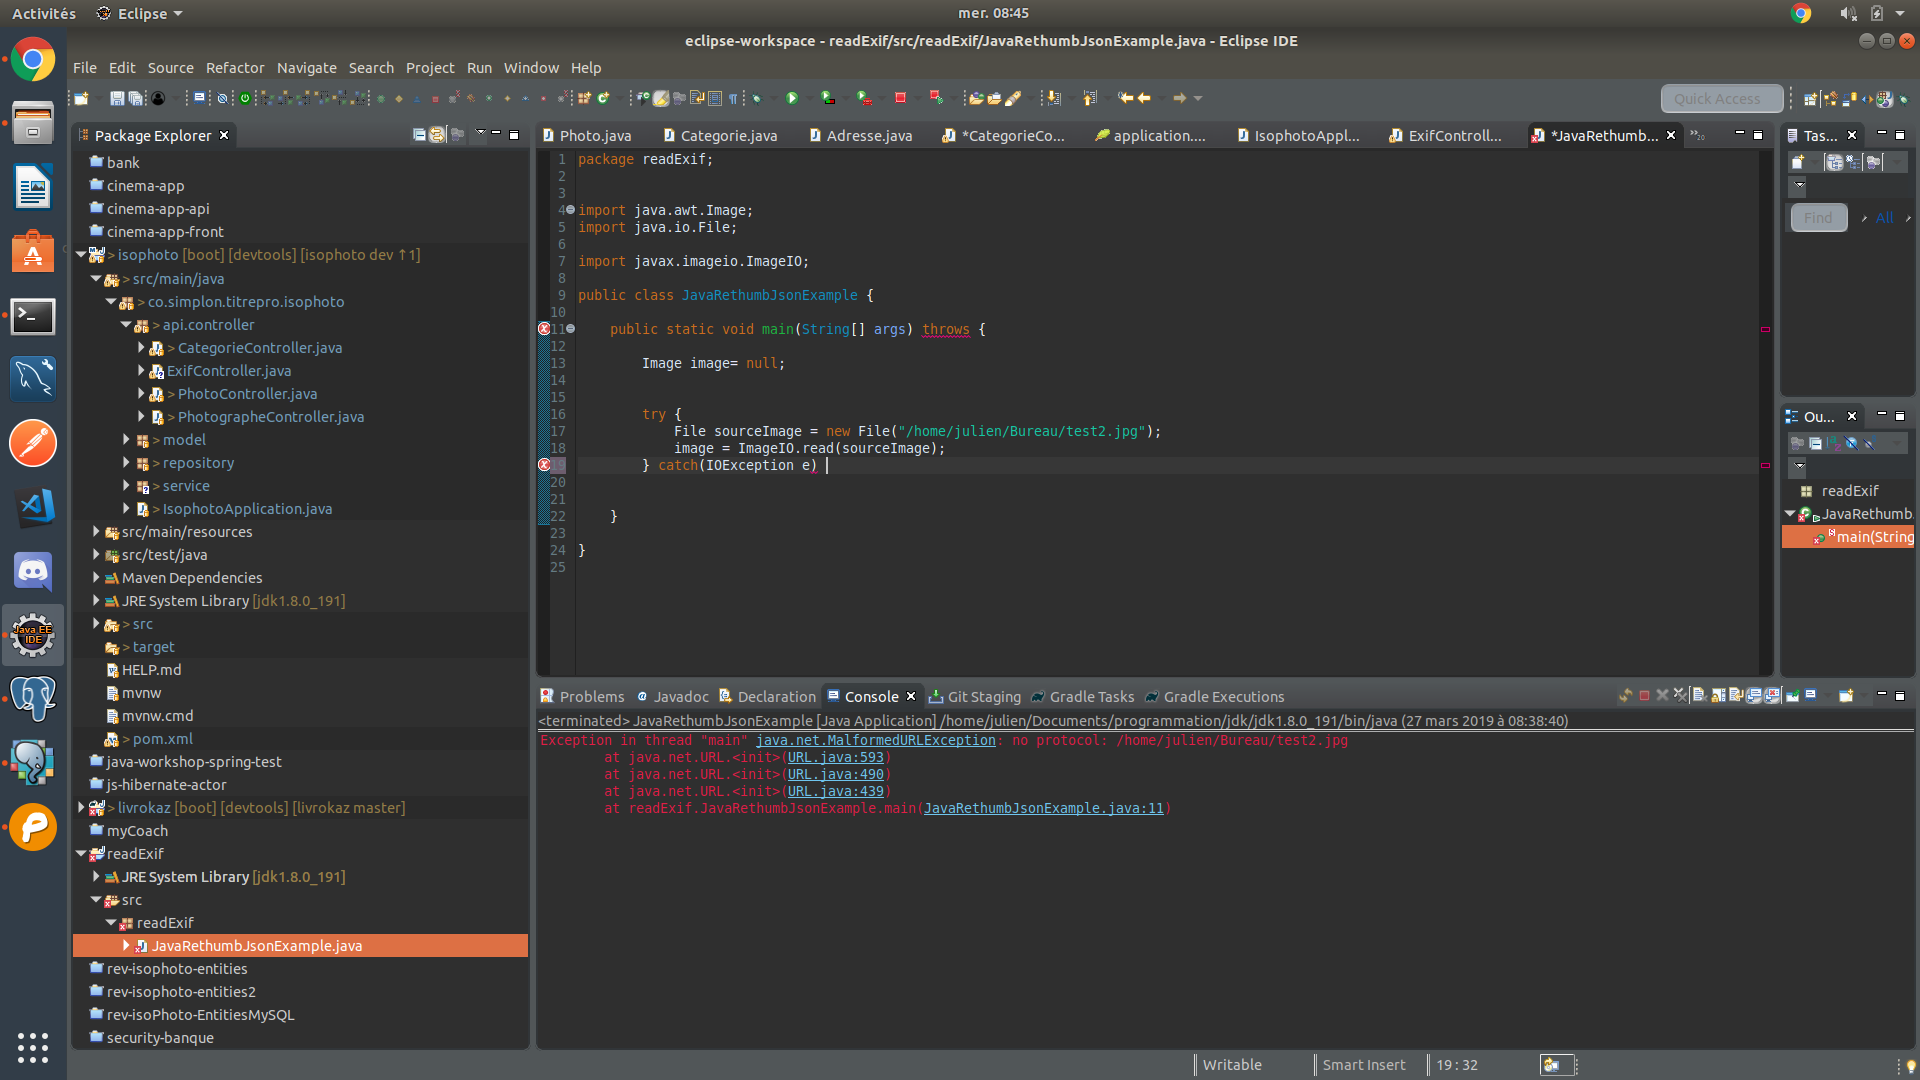 Activités
Eclipse
mer. 08:45
eclipse-workspace - readExif/src/readExif/JavaRethumbJsonExample.java - Eclipse IDE
File Edit Source Refactor Navigate Search Project Run Window Help
Quick Access
Package Explorer
bank
cinema-app
cinema-app-api
cinema-app-front
> isophoto [boot] [devtools] [isophoto dev ↑1]
> src/main/java
> co.simplon.titrepro.isophoto
> api.controller
> CategorieController.java
ExifController.java
> PhotoController.java
> PhotographeController.java
> model
> repository
> service
> IsophotoApplication.java
src/main/resources
src/test/java
Maven Dependencies
JRE System Library [jdk1.8.0_191]
> src
> target
HELP.md
mvnw
mvnw.cmd
> pom.xml
java-workshop-spring-test
js-hibernate-actor
> livrokaz [boot] [devtools] [livrokaz master]
myCoach
readExif
JRE System Library [jdk1.8.0_191]
src
readExif
JavaRethumbJsonExample.java
rev-isophoto-entities
rev-isophoto-entities2
rev-isoPhoto-EntitiesMySQL
security-banque
Java EE
IDE
Photo.java Categorie.java Adresse.java *CategorieCo... application.... IsophotoAppl... ExifControll... *JavaRethumb... »20
1 package readExif;
2
3
4 import java.awt.Image;
5 import java.io.File;
6
7 import javax.imageio.ImageIO;
8
9 public class JavaRethumbJsonExample {
10
11 public static void main(String[] args) throws {
12
13 Image image= null;
14
15
16 try {
17 File sourceImage = new File("/home/julien/Bureau/test2.jpg");
18 image = ImageIO.read(sourceImage);
19 } catch(IOException e)
20
21
22 }
23
24 }
25
Tas...
Find
All
Ou...
readExif
JavaRethumb.
main(String
Problems Javadoc Declaration Console Git Staging Gradle Tasks Gradle Executions
<terminated> JavaRethumbJsonExample [Java Application] /home/julien/Documents/programmation/jdk/jdk1.8.0_191/bin/java (27 mars 2019 à 08:38:40)
Exception in thread "main" java.net.MalformedURLException: no protocol: /home/julien/Bureau/test2.jpg
at java.net.URL.<init>(URL.java:593)
at java.net.URL.<init>(URL.java:490)
at java.net.URL.<init>(URL.java:439)
at readExif.JavaRethumbJsonExample.main(JavaRethumbJsonExample.java:11)
Writable
Smart Insert
19 : 32